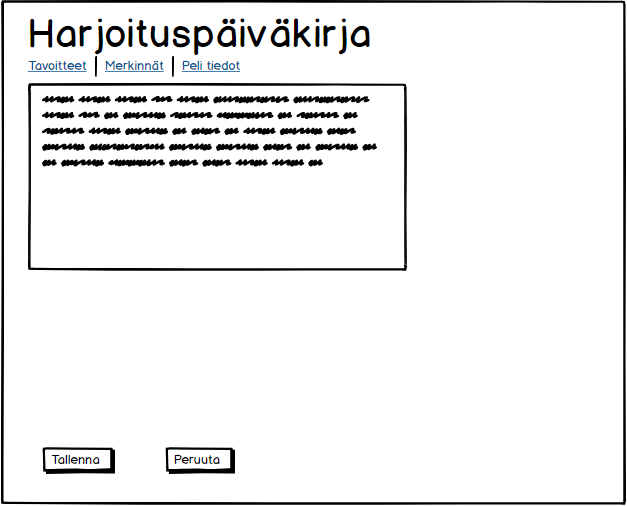 Harjoituspäiväkirja
Tavoitteet Merkinnät Peli tiedot
Tallenna Peruuta